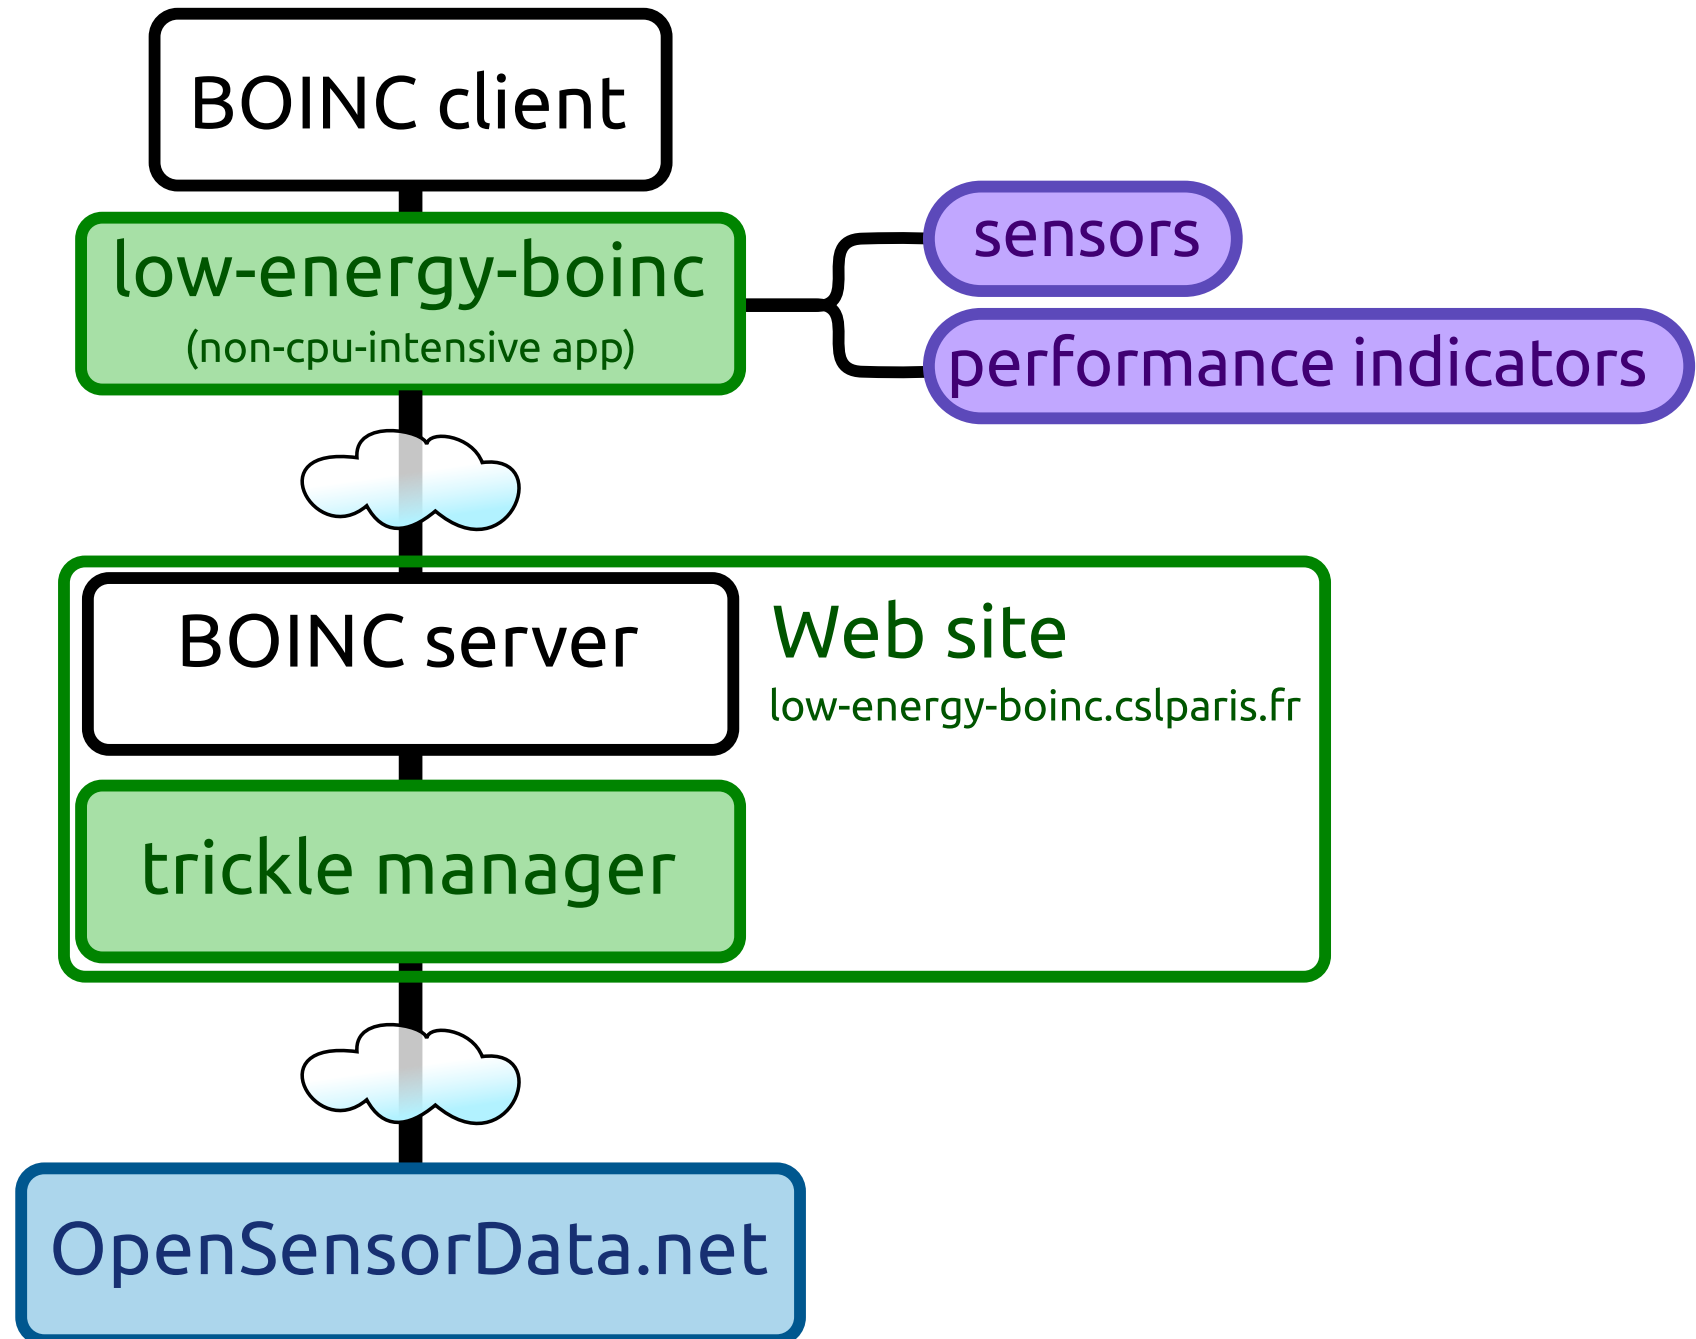 BOINC client
low-energy-boinc
(non-cpu-intensive app)
sensors
performance indicators
BOINC server
Web site
low-energy-boinc.cslparis.fr
trickle manager
OpenSensorData.net